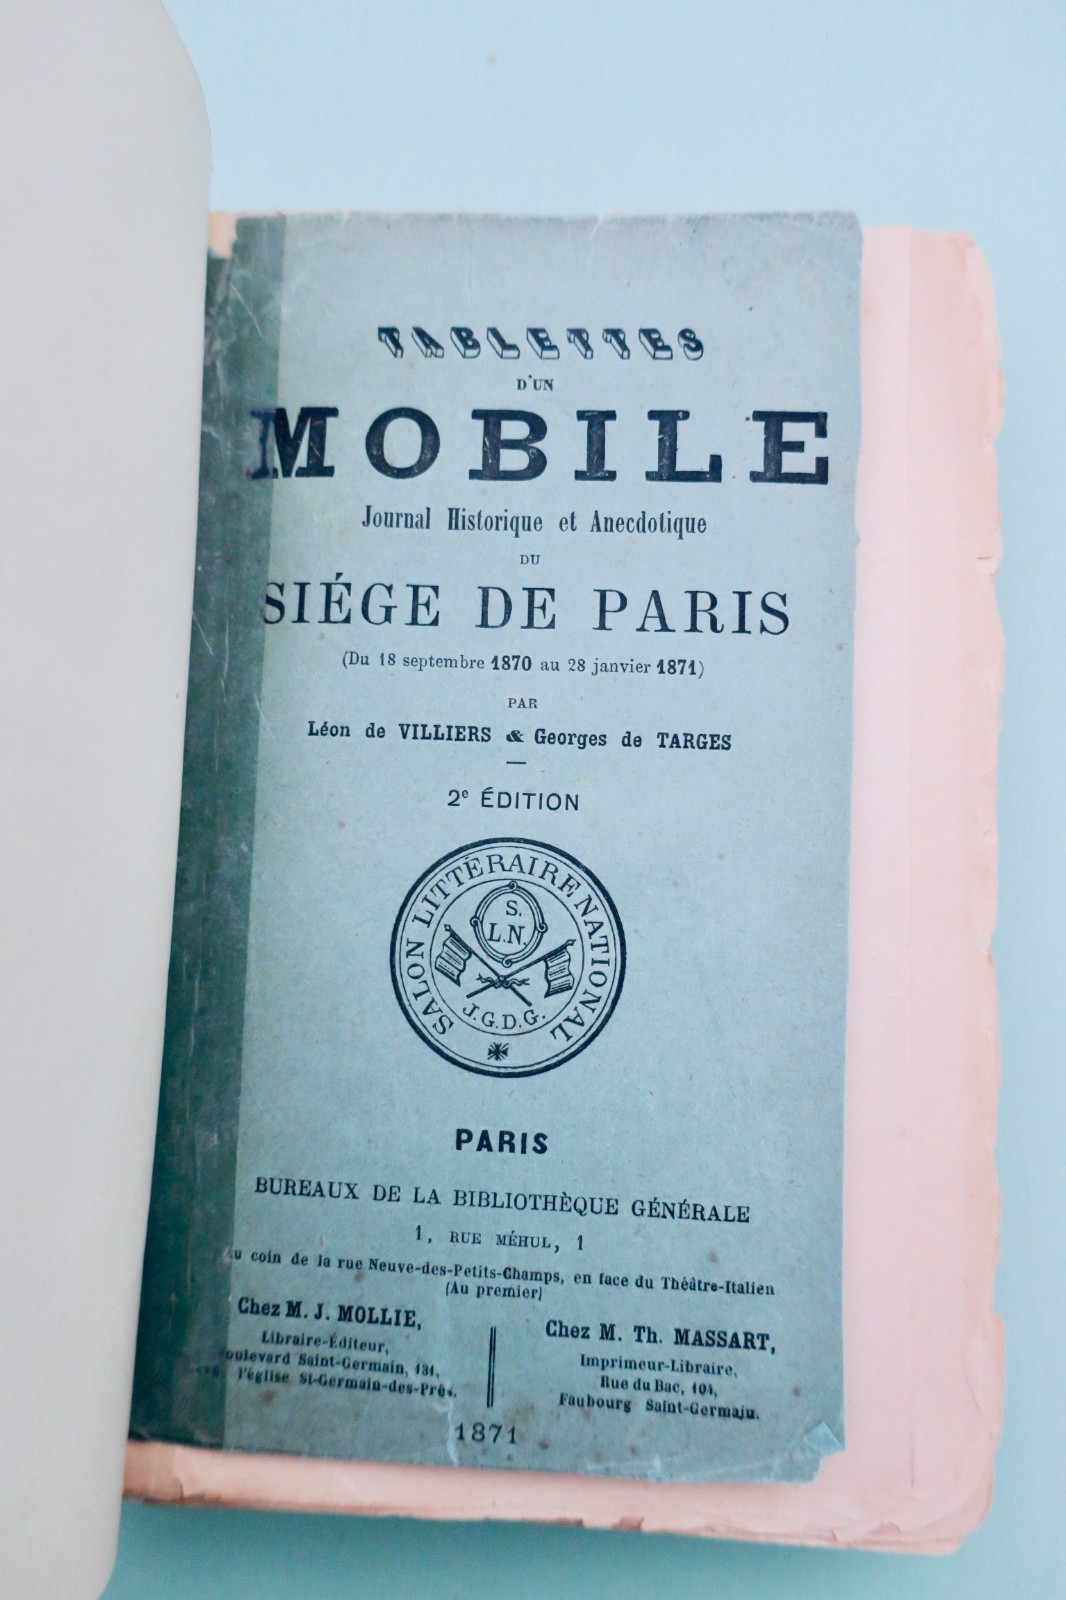 TABLETTES
D'UN
MOBILE
Journal Historique et Anecdotique
DU
SIÉGE DE PARIS
(Du 18 septembre 1870 au 28 janvier 1871)
PAR
Léon de VILLIERS & Georges de TARGES
2e ÉDITION
SALON LITTÉRAIRE NATIONAL
S.
L.N.
J.G.D.G.
PARIS
BUREAUX DE LA BIBLIOTHÈQUE GÉNÉRALE
1, RUE MÉHUL, 1
u coin de la rue Neuve-des-Petits-Champs, en face du Théâtre-Italien
(Au premier)
Chez M. J. MOLLIE,
Libraire-Éditeur,
oulevard Saint-Germain, 131,
l'église St-Germain-des-Prés.
Chez M. Th. MASSART,
Imprimeur-Libraire,
Rue du Bac, 101,
Faubourg Saint-Germain.
1871